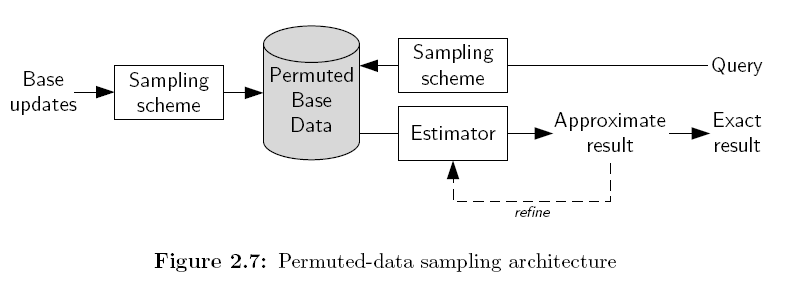 Base
updates
Sampling
scheme
Permuted
Base
Data
Sampling
scheme
Query
Estimator
Approximate
result
Exact
result
refine
Figure 2.7: Permuted-data sampling architecture